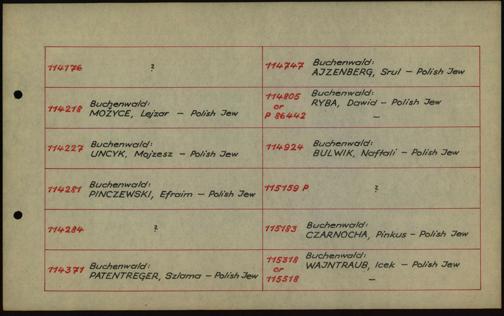 114176 ?
114218 Buchenwald:
MOŻYCE, Lejzor – Polish Jew
114227 Buchenwald:
UNCYK, Mojzesz – Polish Jew
114281 Buchenwald:
PINCZEWSKI, Efraim – Polish Jew
114284 ?
114371 Buchenwald:
PATENTREGER, Szlama – Polish Jew
114747 Buchenwald:
AJZENBERG, Srul – Polish Jew
114805 Buchenwald:
or RYBA, Dawid – Polish Jew
P 86442 –
114924 Buchenwald:
BULWIK, Naftali – Polish Jew
115159 P ?
115183 Buchenwald:
CZARNOCHA, Pinkus – Polish Jew
115318 Buchenwald:
or WAJNTRAUB, Icek – Polish Jew
115518 –